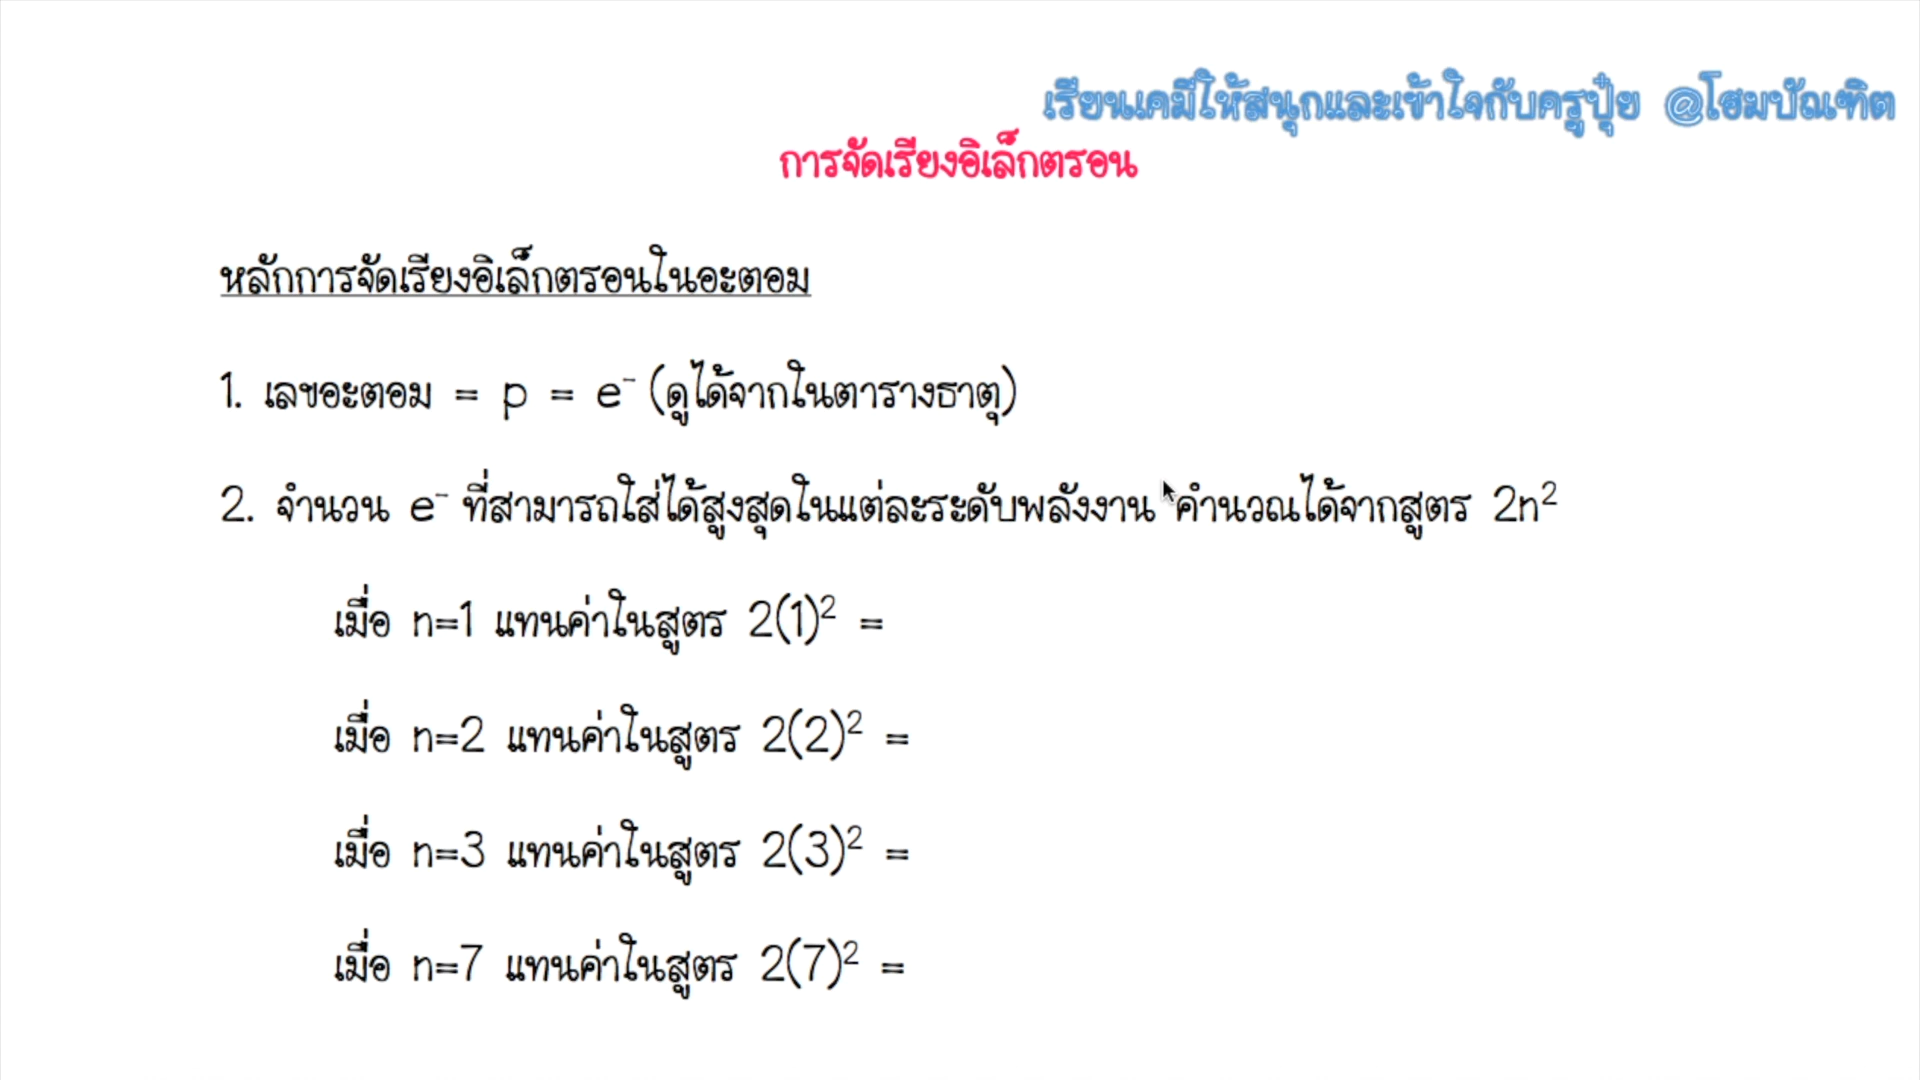 เรียนเคมีให้สนุกและเข้าใจกับครูปุ๋ย @โฮมบัณฑิต
การจัดเรียงอิเล็กตรอน
หลักการจัดเรียงอิเล็กตรอนในอะตอม
1. เลขอะตอม = p = e⁻ (ดูได้จากในตารางธาตุ)
2. จำนวน e⁻ ที่สามารถใส่ได้สูงสุดในแต่ละระดับพลังงาน คำนวณได้จากสูตร 2n²
เมื่อ n=1 แทนค่าในสูตร 2(1)² =
เมื่อ n=2 แทนค่าในสูตร 2(2)² =
เมื่อ n=3 แทนค่าในสูตร 2(3)² =
เมื่อ n=7 แทนค่าในสูตร 2(7)² =